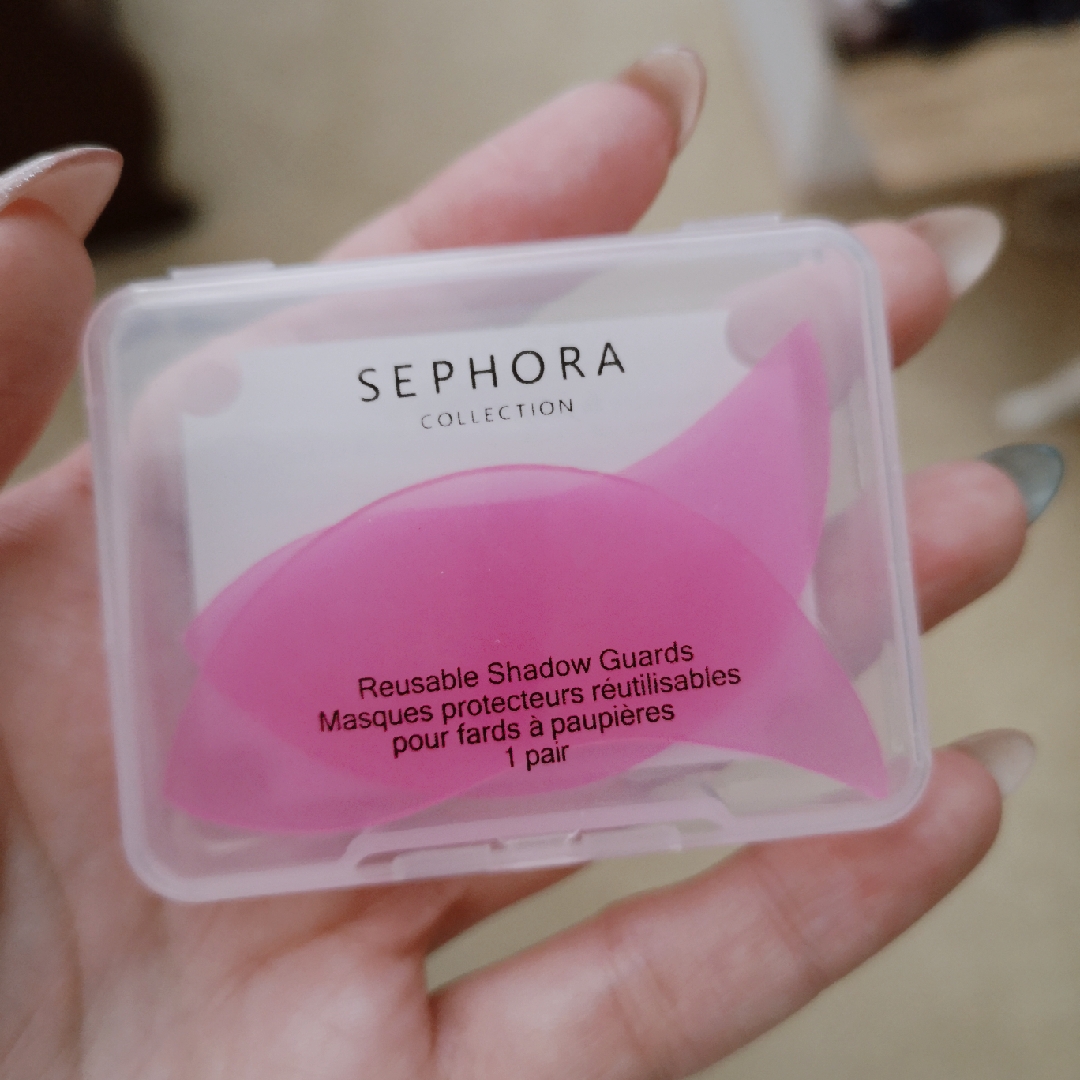 SEPHORA
COLLECTION
Reusable Shadow Guards
Masques protecteurs réutilisables
pour fards à paupières
1 pair